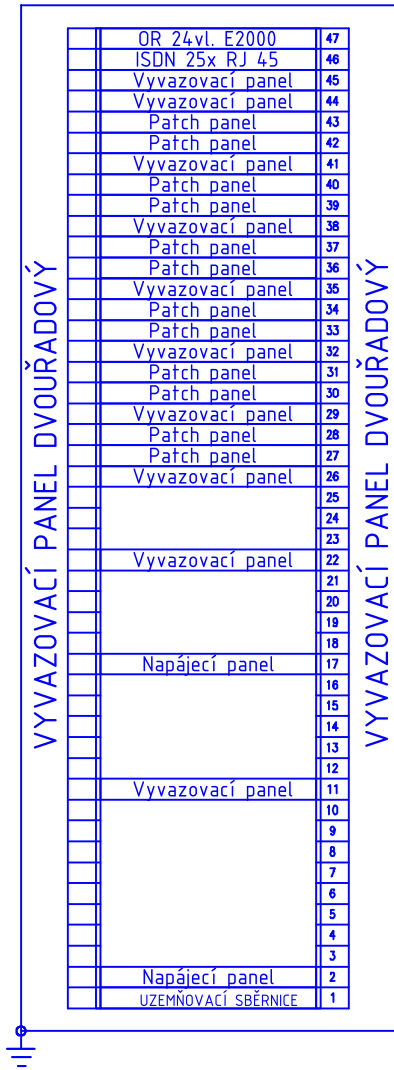 OR 24vl. E2000 47
ISDN 25x RJ 45 46
Vyvazovací panel 45
Vyvazovací panel 44
Patch panel 43
Patch panel 42
Vyvazovací panel 41
Patch panel 40
Patch panel 39
Vyvazovací panel 38
Patch panel 37
Patch panel 36
Vyvazovací panel 35
Patch panel 34
Patch panel 33
Vyvazovací panel 32
Patch panel 31
Patch panel 30
Vyvazovací panel 29
Patch panel 28
Patch panel 27
Vyvazovací panel 26
25
24
23
Vyvazovací panel 22
21
20
19
18
Napájecí panel 17
16
15
14
13
12
Vyvazovací panel 11
10
9
8
7
6
5
4
3
Napájecí panel 2
UZEMŇOVACÍ SBĚRNICE 1
VYVAZOVACÍ PANEL DVOUŘADOVÝ
VYVAZOVACÍ PANEL DVOUŘADOVÝ